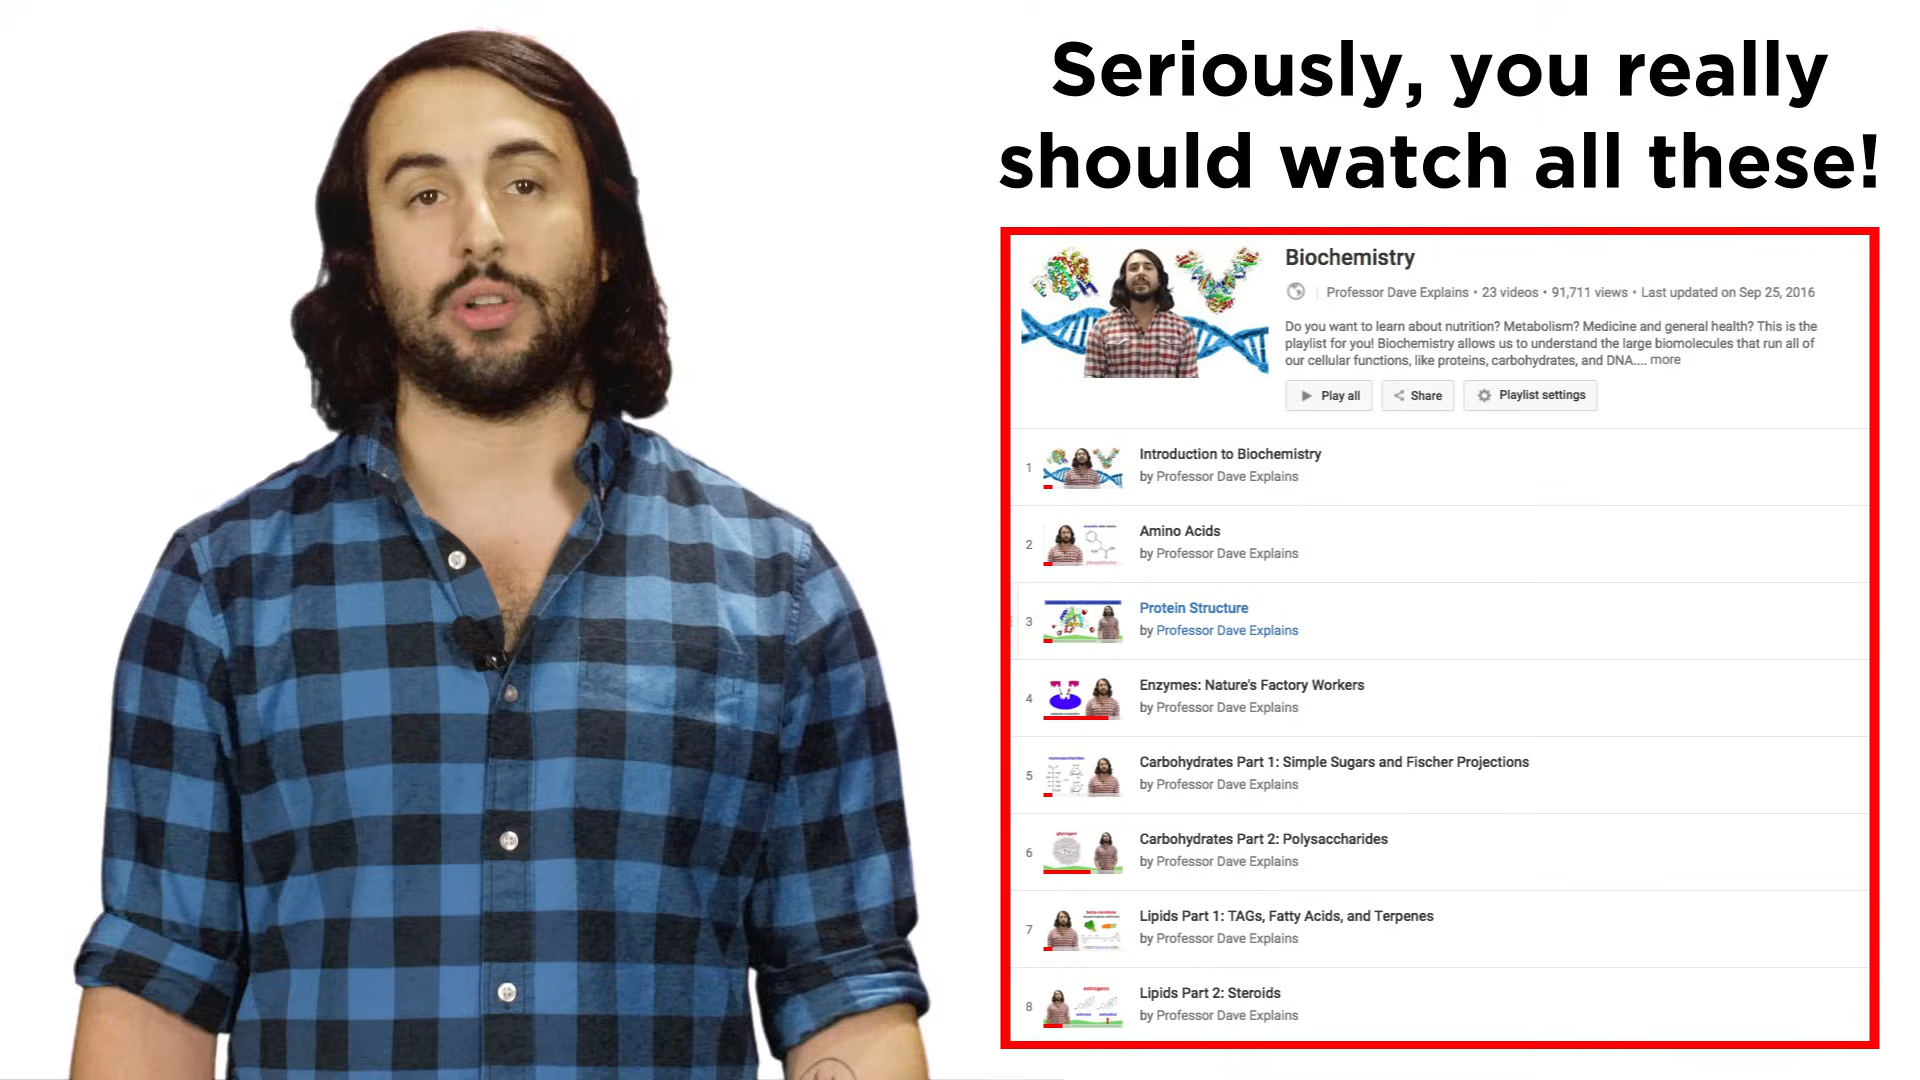 Seriously, you really
should watch all these!
Biochemistry
Professor Dave Explains • 23 videos • 91,711 views • Last updated on Sep 25, 2016
Do you want to learn about nutrition? Metabolism? Medicine and general health? This is the
playlist for you! Biochemistry allows us to understand the large biomolecules that run all of
our cellular functions, like proteins, carbohydrates, and DNA.... more
Play all
Share
Playlist settings
1
Introduction to Biochemistry
by Professor Dave Explains
2
Amino Acids
by Professor Dave Explains
3
Protein Structure
by Professor Dave Explains
4
Enzymes: Nature's Factory Workers
by Professor Dave Explains
5
monosaccharides
Carbohydrates Part 1: Simple Sugars and Fischer Projections
by Professor Dave Explains
6
glycogen
Carbohydrates Part 2: Polysaccharides
by Professor Dave Explains
7
Lipids Part 1: TAGs, Fatty Acids, and Terpenes
by Professor Dave Explains
8
estrogens
Lipids Part 2: Steroids
by Professor Dave Explains